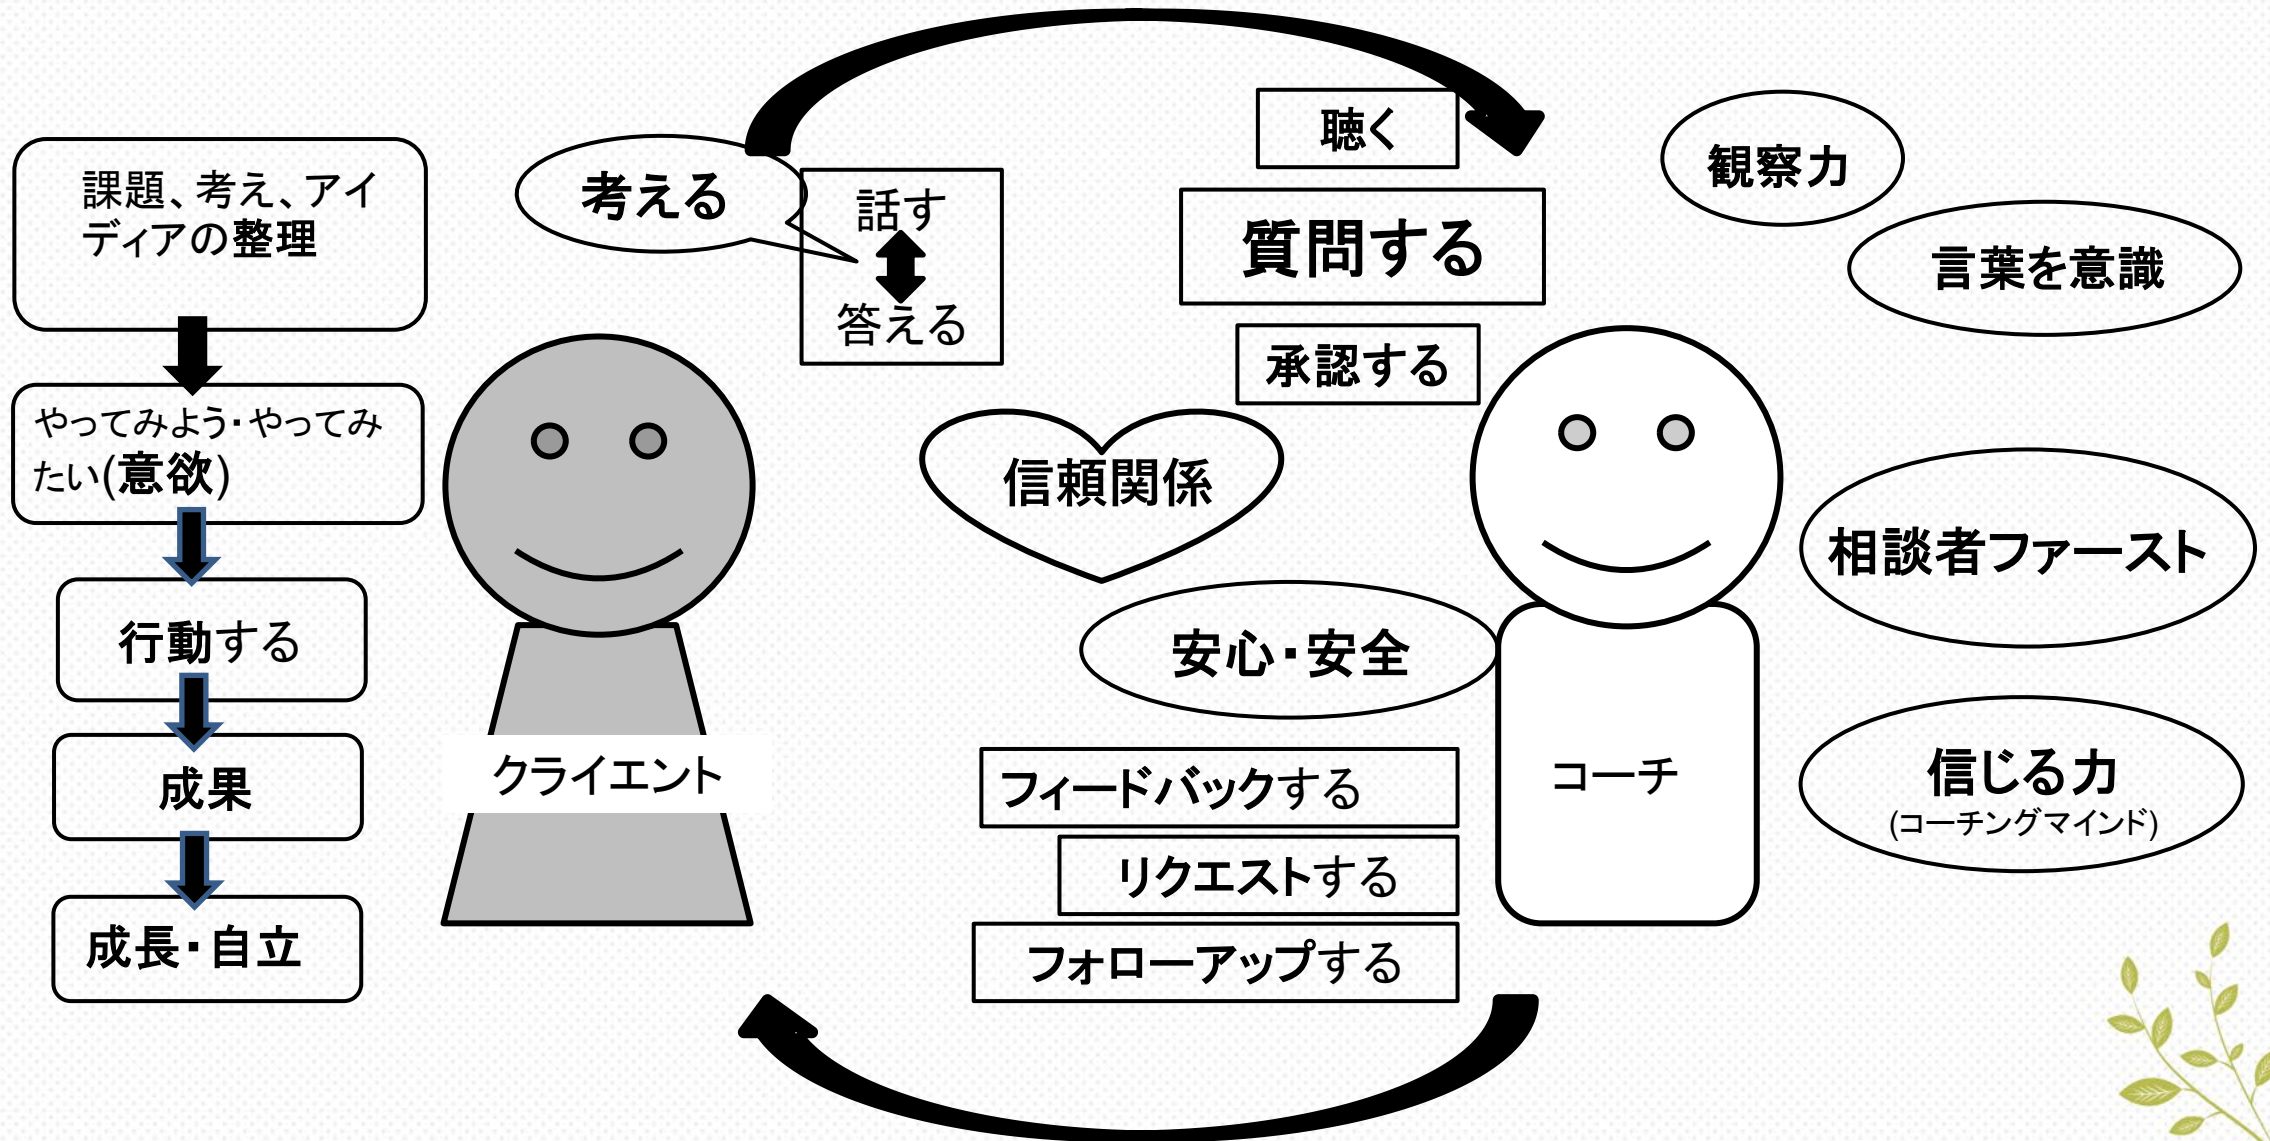 課題、考え、アイ
ディアの整理
やってみよう・やってみ
たい(意欲)
行動する
成果
成長・自立
考える
話す
答える
クライエント
聴く
質問する
承認する
信頼関係
安心・安全
フィードバックする
リクエストする
フォローアップする
コーチ
観察力
言葉を意識
相談者ファースト
信じる力
(コーチングマインド)